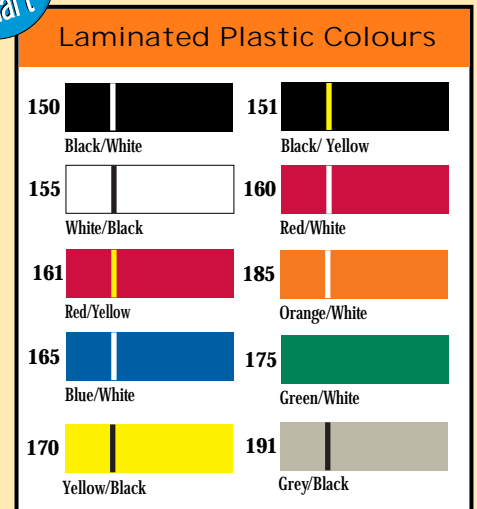 Laminated Plastic Colours
150
151
Black/White
Black/ Yellow
155
160
White/Black
Red/White
161
185
Red/Yellow
Orange/White
165
175
Blue/White
Green/White
170
191
Yellow/Black
Grey/Black